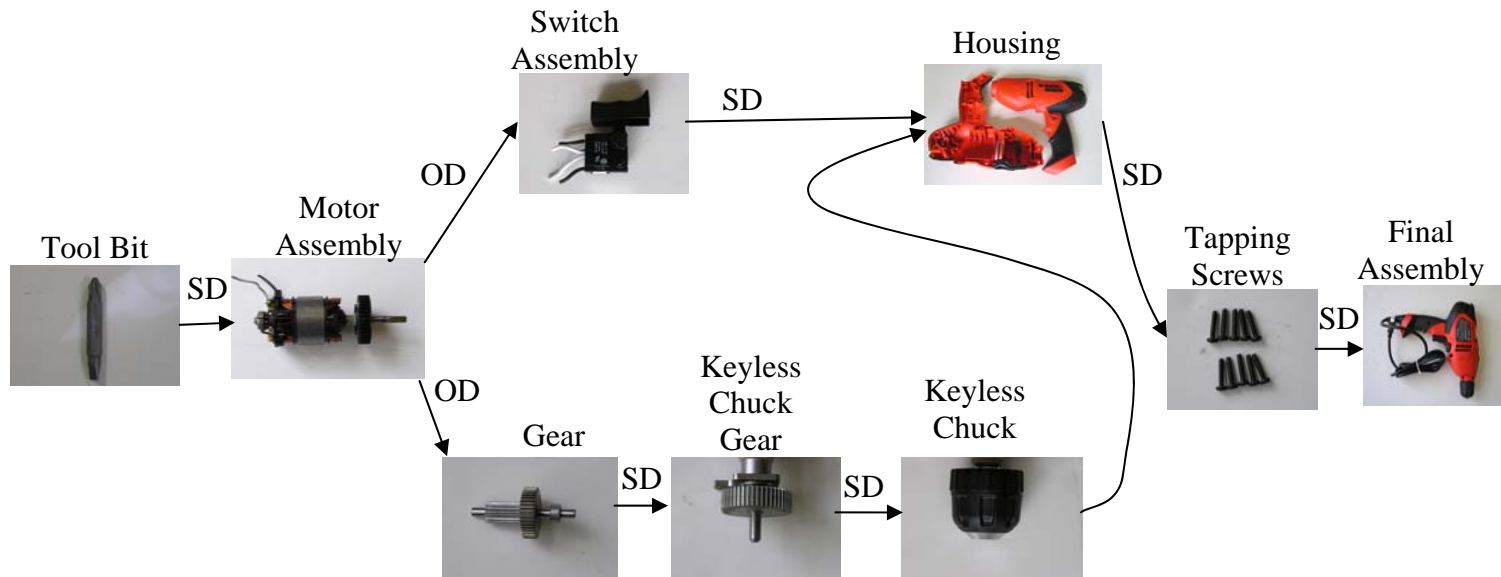 Switch
Assembly
Housing
SD
OD
SD
Motor
Assembly
Tool Bit
SD
Tapping
Screws
Final
Assembly
SD
OD
Keyless
Chuck
Gear
Keyless
Chuck
Gear
SD
SD